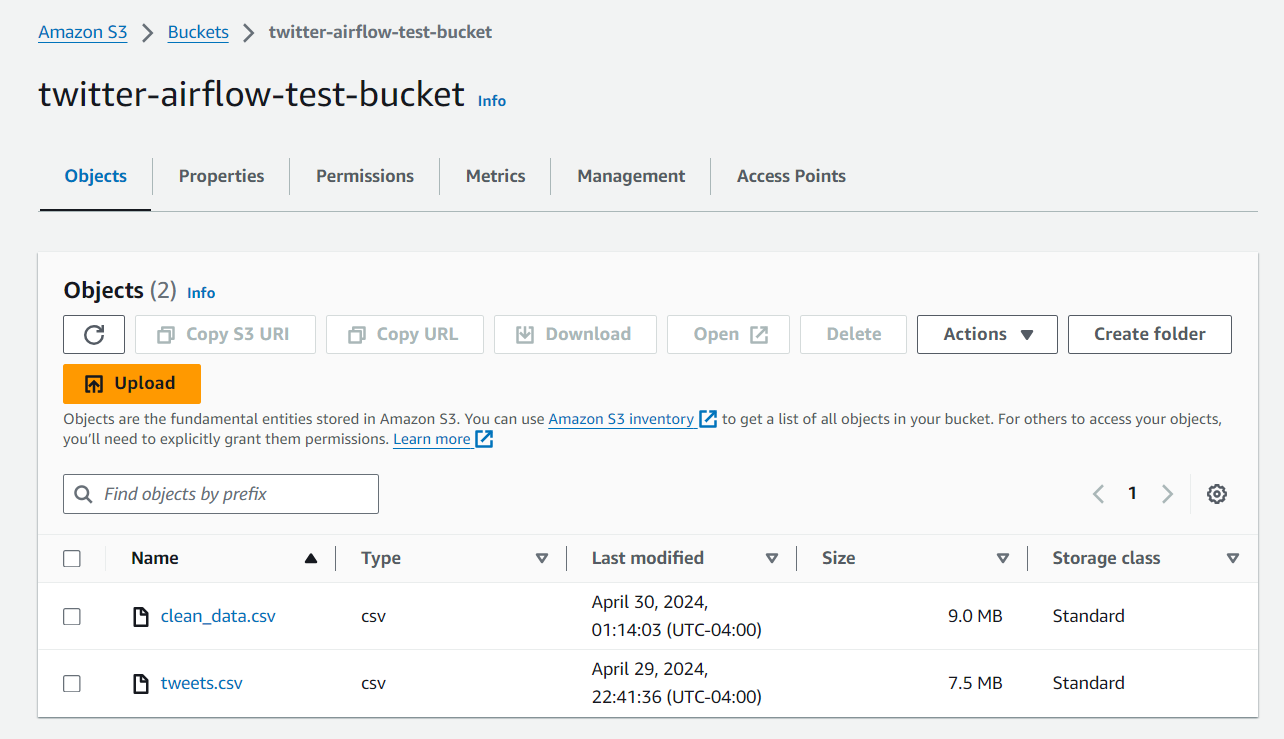 Amazon S3 > Buckets > twitter-airflow-test-bucket
twitter-airflow-test-bucket Info
Objects Properties Permissions Metrics Management Access Points
Objects (2) Info
Copy S3 URI Copy URL Download Open Delete Actions Create folder
Upload
Objects are the fundamental entities stored in Amazon S3. You can use Amazon S3 inventory to get a list of all objects in your bucket. For others to access your objects,
you'll need to explicitly grant them permissions. Learn more
Find objects by prefix 1
Name Type Last modified Size Storage class
clean_data.csv csv April 30, 2024, 01:14:03 (UTC-04:00) 9.0 MB Standard
tweets.csv csv April 29, 2024, 22:41:36 (UTC-04:00) 7.5 MB Standard